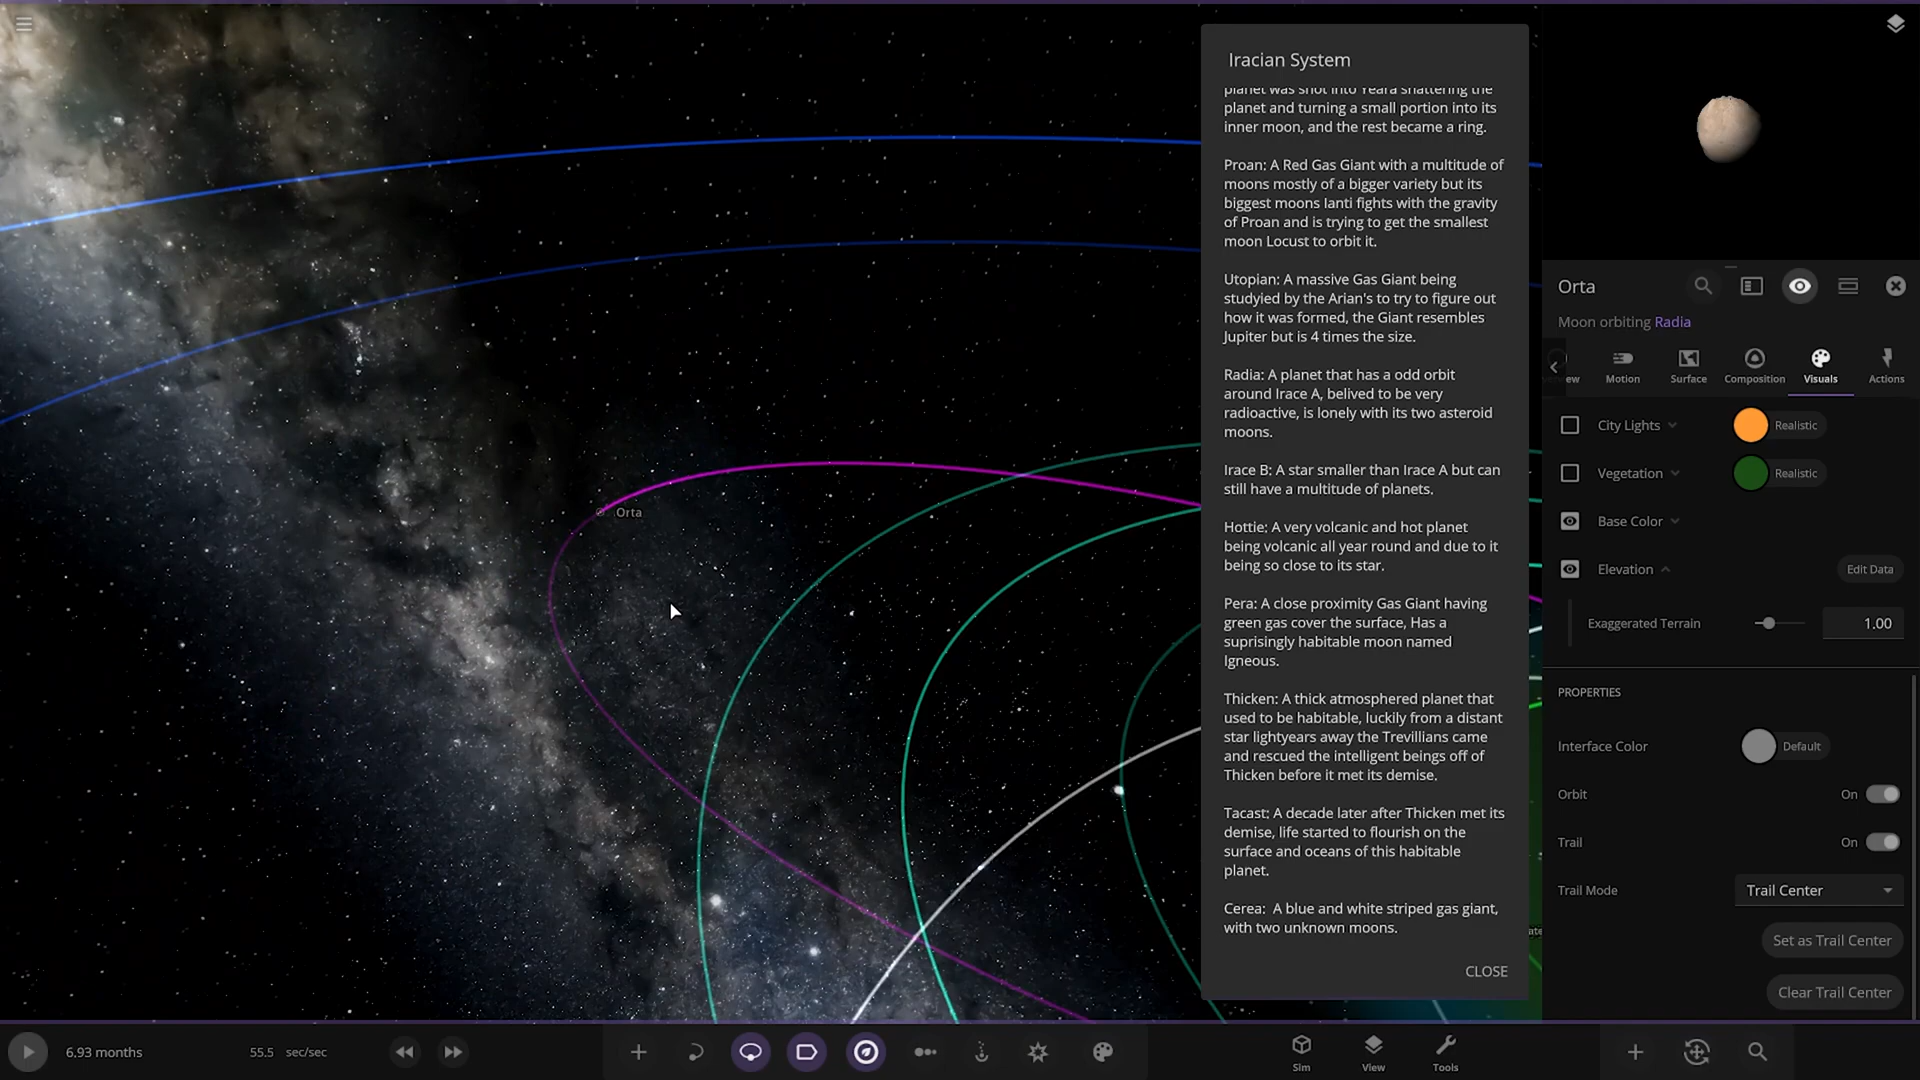 Iracian System
planet was shot into Yeara shattering the
planet and turning a small portion into its
inner moon, and the rest became a ring.
Proan: A Red Gas Giant with a multitude of
moons mostly of a bigger variety but its
biggest moons Ianti fights with the gravity
of Proan and is trying to get the smallest
moon Locust to orbit it.
Utopian: A massive Gas Giant being
studyied by the Arian's to try to figure out
how it was formed, the Giant resembles
Jupiter but is 4 times the size.
Radia: A planet that has a odd orbit
around Irace A, belived to be very
radioactive, is lonely with its two asteroid
moons.
Irace B: A star smaller than Irace A but can
still have a multitude of planets.
Hottie; A very volcanic and hot planet
being volcanic all year round and due to it
being so close to its star.
Pera: A close proximity Gas Giant having
green gas cover the surface, Has a
suprisingly habitable moon named
Igneous.
Thicken: A thick atmosphered planet that
used to be habitable, luckily from a distant
star lightyears away the Trevillians came
and rescued the intelligent beings off of
Thicken before it met its demise.
Tacast: A decade later after Thicken met its
demise, life started to flourish on the
surface and oceans of this habitable
planet.
Cerea:  A blue and white striped gas giant,
with two unknown moons.
CLOSE
Orta
Orta
Moon orbiting Radia
Motion
Surface
Composition
Visuals
Actions
City Lights
Realistic
Vegetation
Realistic
Base Color
Elevation
Edit Data
Exaggerated Terrain
1.00
PROPERTIES
Interface Color
Default
Orbit
On
Trail
On
Trail Mode
Trail Center
Set as Trail Center
Clear Trail Center
6.93 months
55.5 sec/sec
Sim
View
Tools